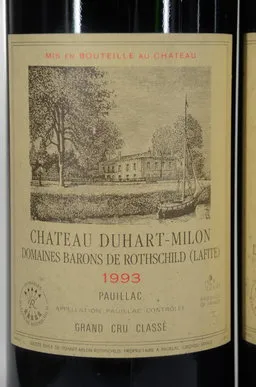 MIS EN BOUTEILLE AU CHATEAU
CHATEAU DUHART-MILON
DOMAINES BARONS DE ROTHSCHILD (LAFITE)
1993
PAUILLAC
APPELLATION PAUILLAC CONTROLÉE
GRAND CRU CLASSÉ